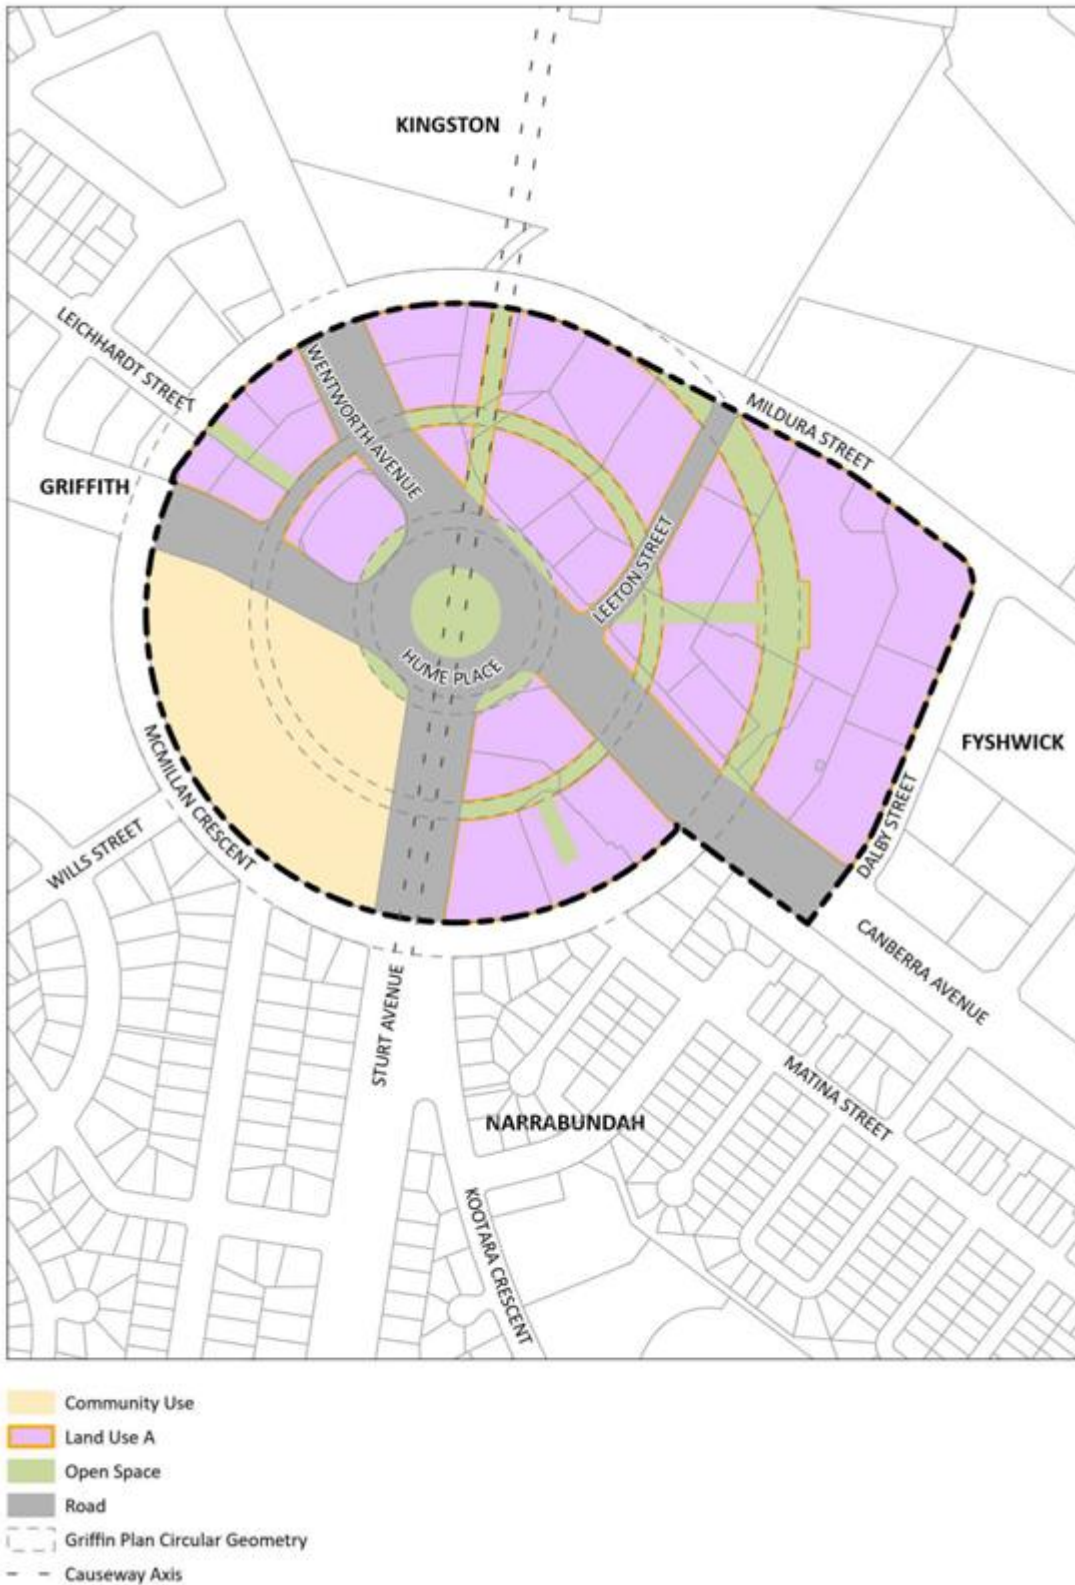 KINGSTON
LEICHHARDT STREET
WENTWORTH AVENUE
MILDURA STREET
GRIFFITH
LEETON STREET
HUME PLACE
FYSHWICK
MCMILLAN CRESCENT
WILLS STREET
DALBY STREET
CANBERRA AVENUE
STURT AVENUE
MATINA STREET
NARRABUNDAH
KOOTARA CRESCENT
Community Use
Land Use A
Open Space
Road
Griffin Plan Circular Geometry
Causeway Axis